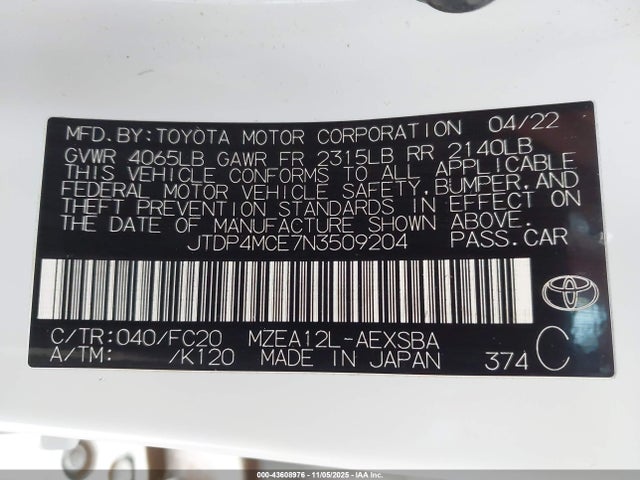 MFD.BY:TOYOTA MOTOR CORPORATION 04/22
GVWR 4065LB GAWR FR 2315LB RR 2140LB
THIS VEHICLE CONFORMS TO ALL APPLICABLE
FEDERAL MOTOR VEHICLE SAFETY,BUMPER,AND
THEFT PREVENTION STANDARDS IN EFFECT ON
THE DATE OF MANUFACTURE SHOWN ABOVE.
JTDP4MCE7N3509204 PASS.CAR
C/TR:040/FC20 MZEA12L-AEXSBA
A/TM: /K120 MADE IN JAPAN 374 C
000-43608976 - 11/05/2025 - IAA Inc.